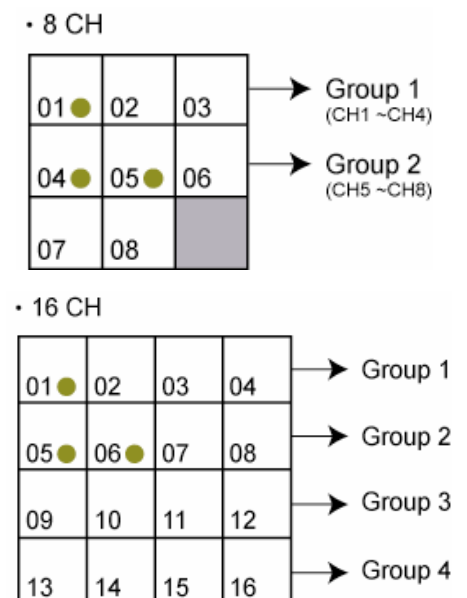 · 8 CH
01 02 03
Group 1
(CH1 ~CH4)
04 05 06
Group 2
(CH5 ~CH8)
07 08
· 16 CH
01 02 03 04
Group 1
05 06 07 08
Group 2
09 10 11 12
Group 3
13 14 15 16
Group 4